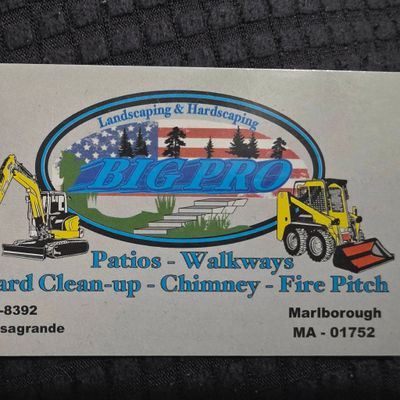 Landscaping & Hardscaping
BIG PRO
Patios - Walkways
ard Clean-up - Chimney - Fire Pitch
-8392
sagrande
Marlborough
MA - 01752